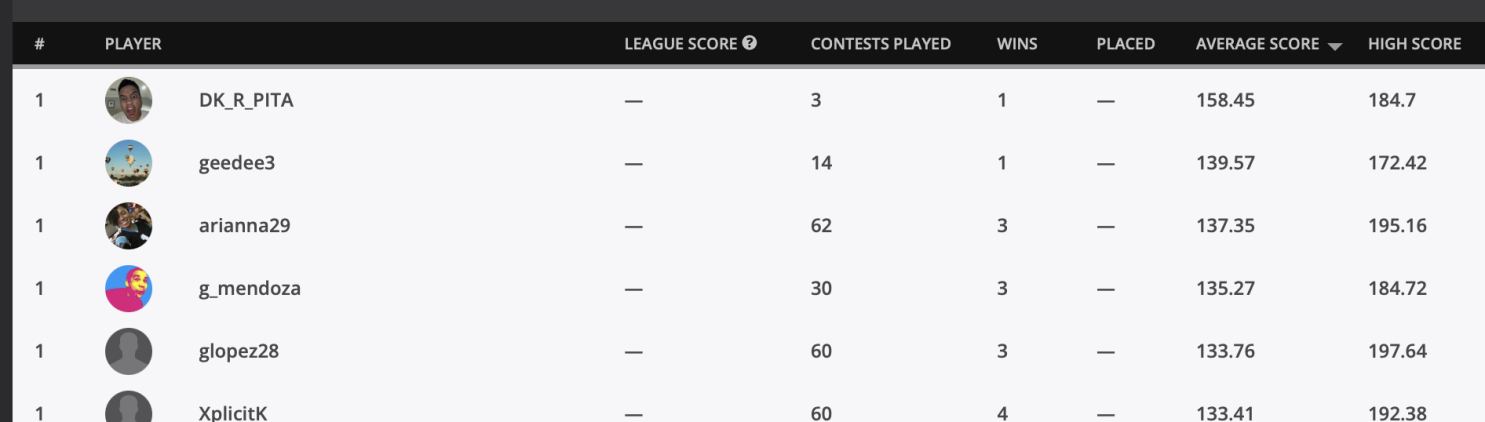 # PLAYER LEAGUE SCORE ? CONTESTS PLAYED WINS PLACED AVERAGE SCORE HIGH SCORE
1 DK_R_PITA — 3 1 — 158.45 184.7
1 geedee3 — 14 1 — 139.57 172.42
1 arianna29 — 62 3 — 137.35 195.16
1 g_mendoza — 30 3 — 135.27 184.72
1 glopez28 — 60 3 — 133.76 197.64
1 XplicitK — 60 4 — 133.41 192.38